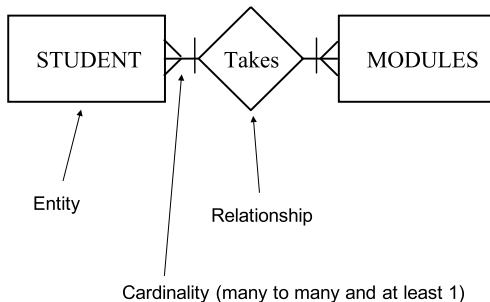 STUDENT
Takes
MODULES
Entity
Relationship
Cardinality (many to many and at least 1)